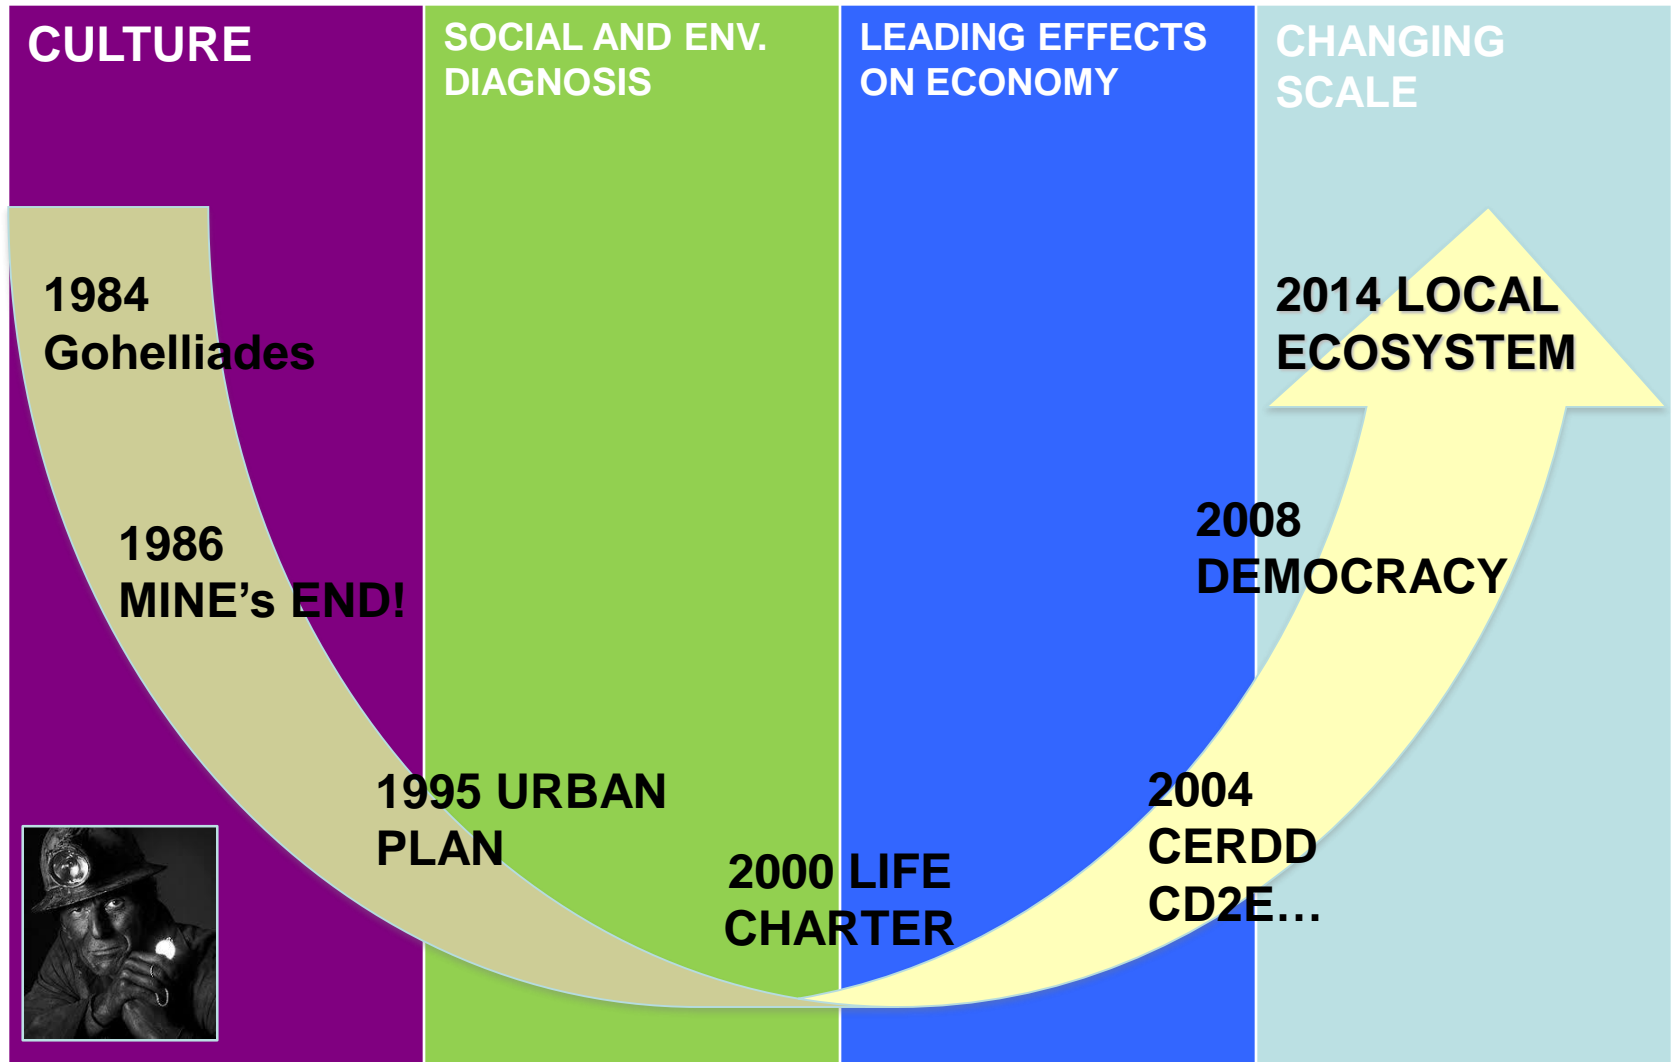 CULTURE
SOCIAL AND ENV.
DIAGNOSIS
LEADING EFFECTS
ON ECONOMY
CHANGING
SCALE
1984
Gohelliades
1986
MINE’s END!
1995 URBAN
PLAN
2000 LIFE
CHARTER
2004
CERDD
CD2E…
2008
DEMOCRACY
2014 LOCAL
ECOSYSTEM